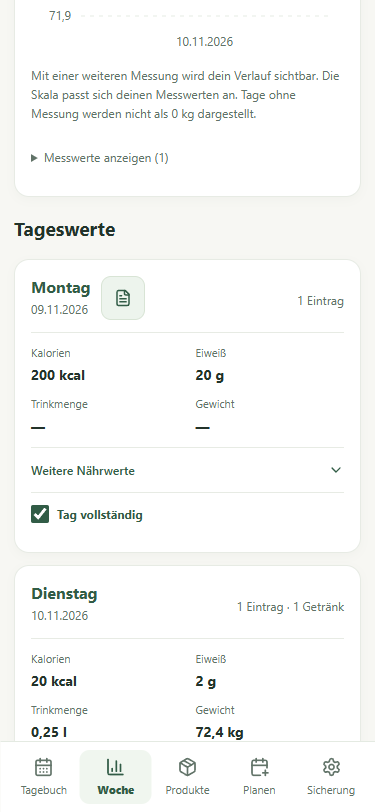 71,9
10.11.2026
Mit einer weiteren Messung wird dein Verlauf sichtbar. Die
Skala passt sich deinen Messwerten an. Tage ohne
Messung werden nicht als 0 kg dargestellt.
Messwerte anzeigen (1)
Tageswerte
Montag
09.11.2026
1 Eintrag
Kalorien Eiweiß
200 kcal 20 g
Trinkmenge Gewicht
— —
Weitere Nährwerte
Tag vollständig
Dienstag
10.11.2026
1 Eintrag · 1 Getränk
Kalorien Eiweiß
20 kcal 2 g
Trinkmenge Gewicht
0,25 l 72,4 kg
Tagebuch Woche Produkte Planen Sicherung